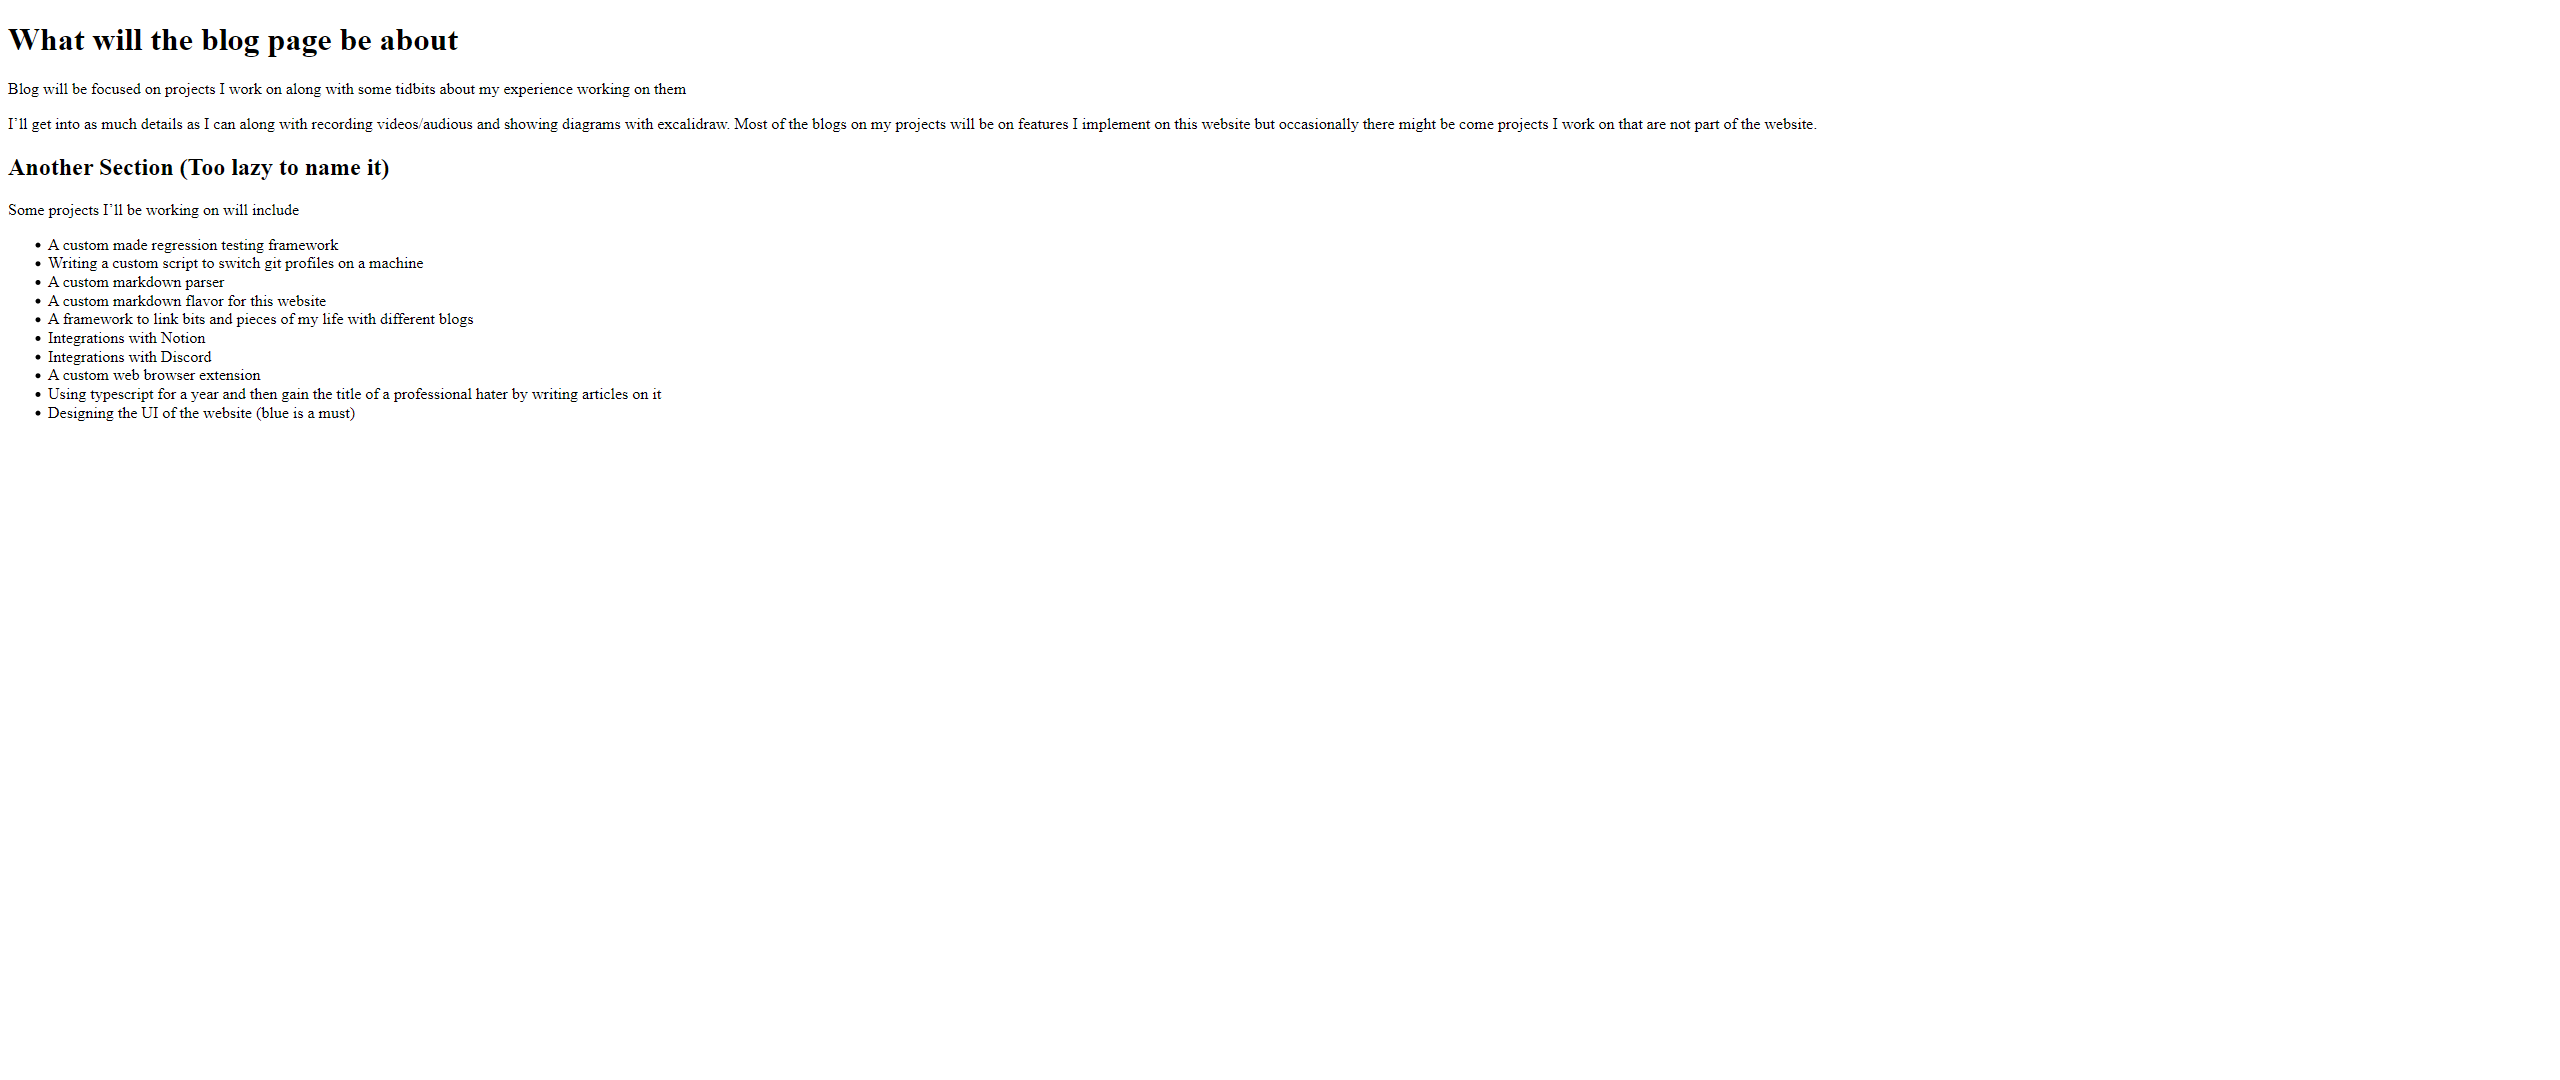 What will the blog page be about
Blog will be focused on projects I work on along with some tidbits about my experience working on them
I'll get into as much details as I can along with recording videos/audious and showing diagrams with excalidraw. Most of the blogs on my projects will be on features I implement on this website but occasionally there might be come projects I work on that are not part of the website.
Another Section (Too lazy to name it)
Some projects I'll be working on will include
• A custom made regression testing framework
• Writing a custom script to switch git profiles on a machine
• A custom markdown parser
• A custom markdown flavor for this website
• A framework to link bits and pieces of my life with different blogs
• Integrations with Notion
• Integrations with Discord
• A custom web browser extension
• Using typescript for a year and then gain the title of a professional hater by writing articles on it
• Designing the UI of the website (blue is a must)